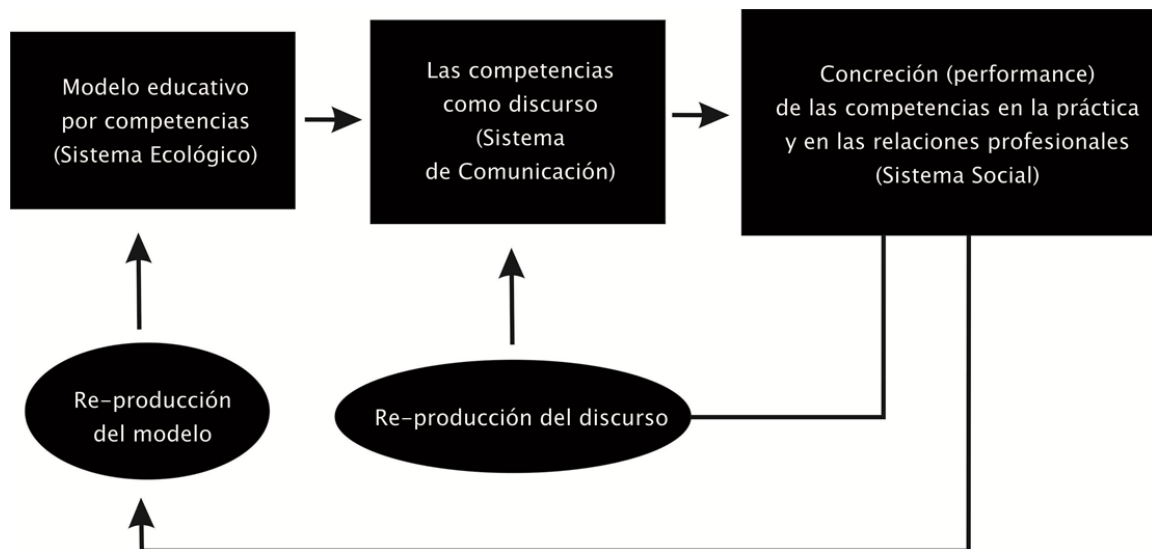 Modelo educativo
por competencias
(Sistema Ecológico)
Las competencias
como discurso
(Sistema
de Comunicación)
Concreción (performance)
de las competencias en la práctica
y en las relaciones profesionales
(Sistema Social)
Re-producción
del modelo
Re-producción del discurso